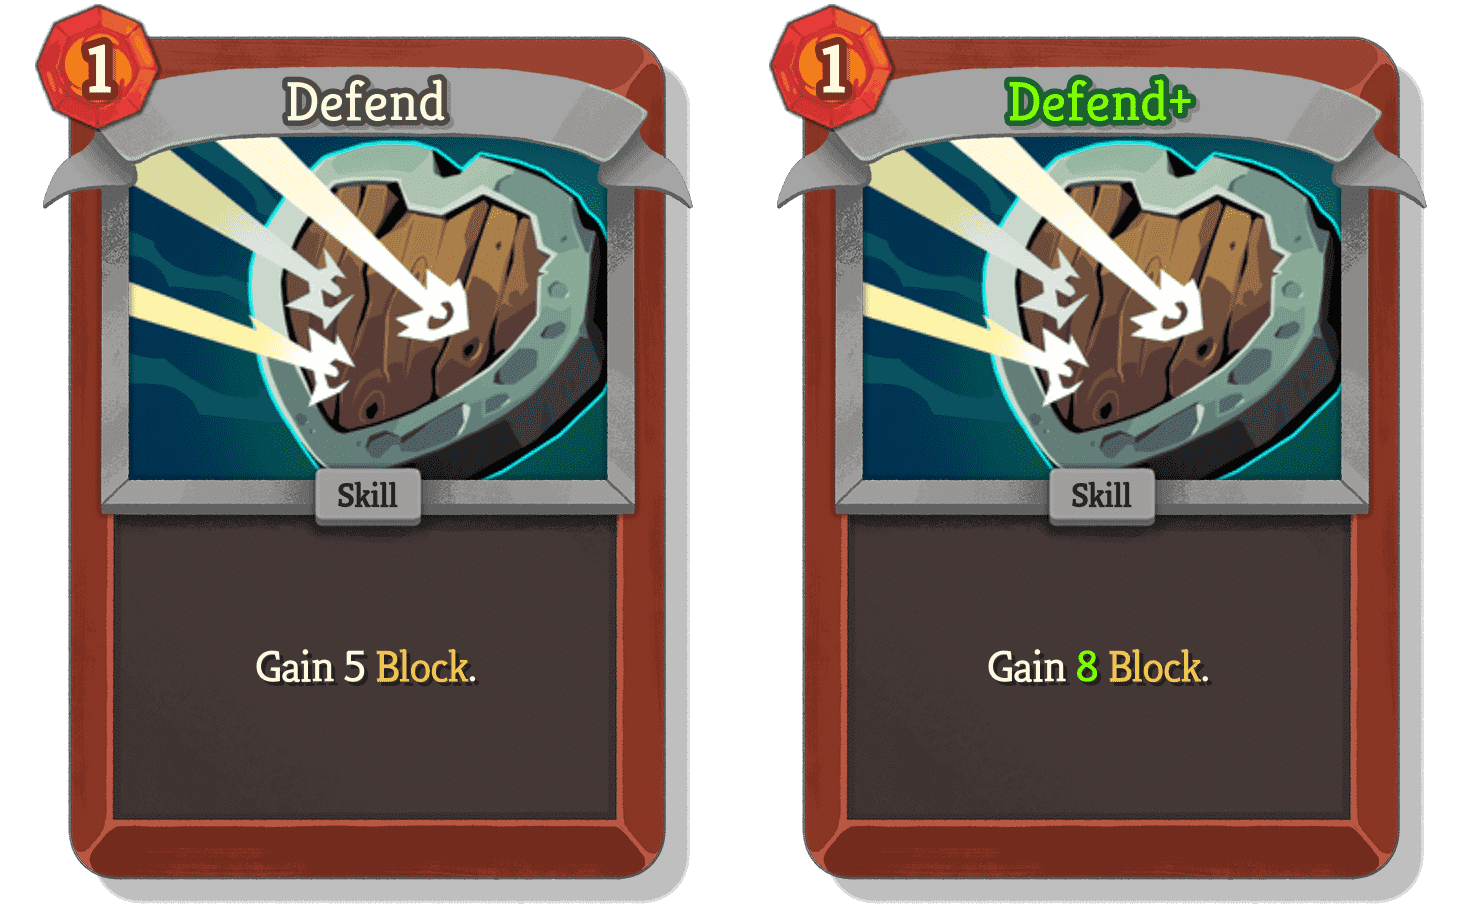 1
Defend
Skill
Gain 5 Block.
1
Defend+
Skill
Gain 8 Block.